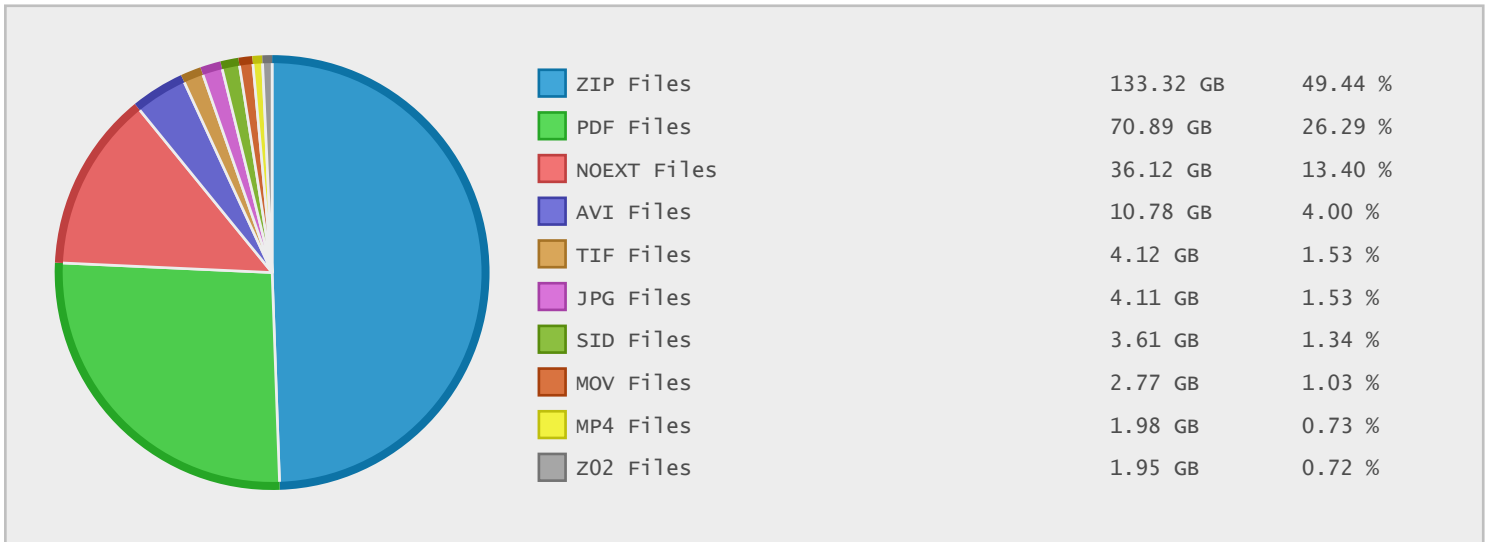 ZIP Files 133.32 GB 49.44 %
PDF Files 70.89 GB 26.29 %
NOEXT Files 36.12 GB 13.40 %
AVI Files 10.78 GB 4.00 %
TIF Files 4.12 GB 1.53 %
JPG Files 4.11 GB 1.53 %
SID Files 3.61 GB 1.34 %
MOV Files 2.77 GB 1.03 %
MP4 Files 1.98 GB 0.73 %
Z02 Files 1.95 GB 0.72 %